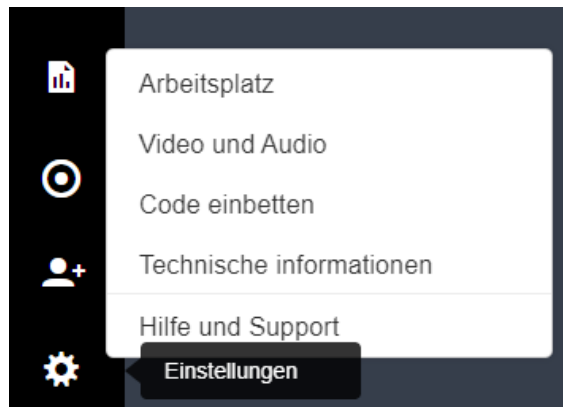 Arbeitsplatz
Video und Audio
Code einbetten
Technische informationen
Hilfe und Support
Einstellungen